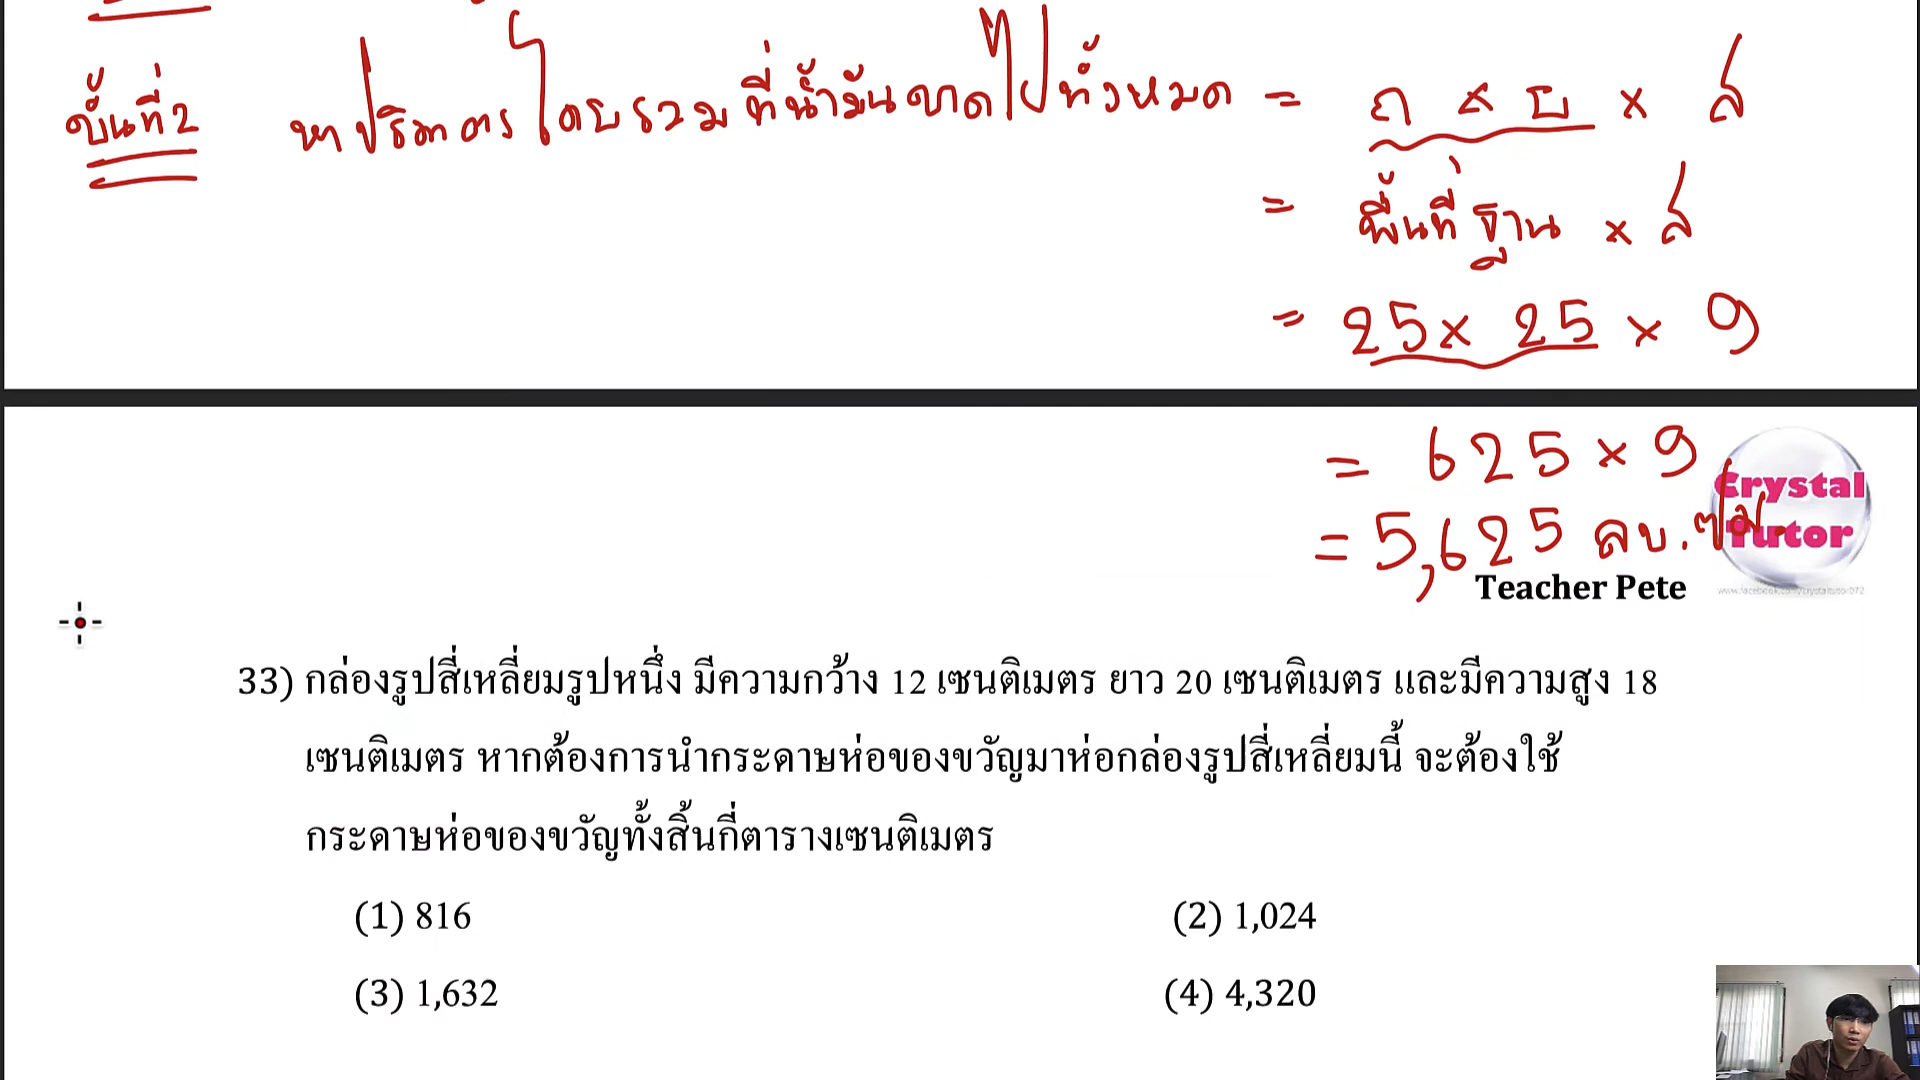 ขั้นที่ 2 หาปริมาตรโดยรวมที่น้ำมันขาดไปทั้งหมด = ก × ย × ส
= พื้นที่ฐาน × ส
= 25 × 25 × 9
= 625 × 9
= 5,625 ลบ.ซม.
Crystal
Tutor
Teacher Pete
33) กล่องรูปสี่เหลี่ยมรูปหนึ่ง มีความกว้าง 12 เซนติเมตร ยาว 20 เซนติเมตร และมีความสูง 18
เซนติเมตร หากต้องการนำกระดาษห่อของขวัญมาห่อกล่องรูปสี่เหลี่ยมนี้ จะต้องใช้
กระดาษห่อของขวัญทั้งสิ้นกี่ตารางเซนติเมตร
(1) 816 (2) 1,024
(3) 1,632 (4) 4,320